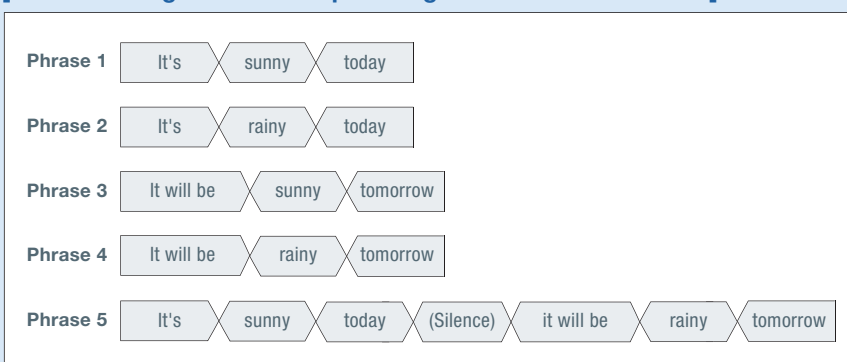 Phrase 1 It's sunny today
Phrase 2 It's rainy today
Phrase 3 It will be sunny tomorrow
Phrase 4 It will be rainy tomorrow
Phrase 5 It's sunny today (Silence) it will be rainy tomorrow